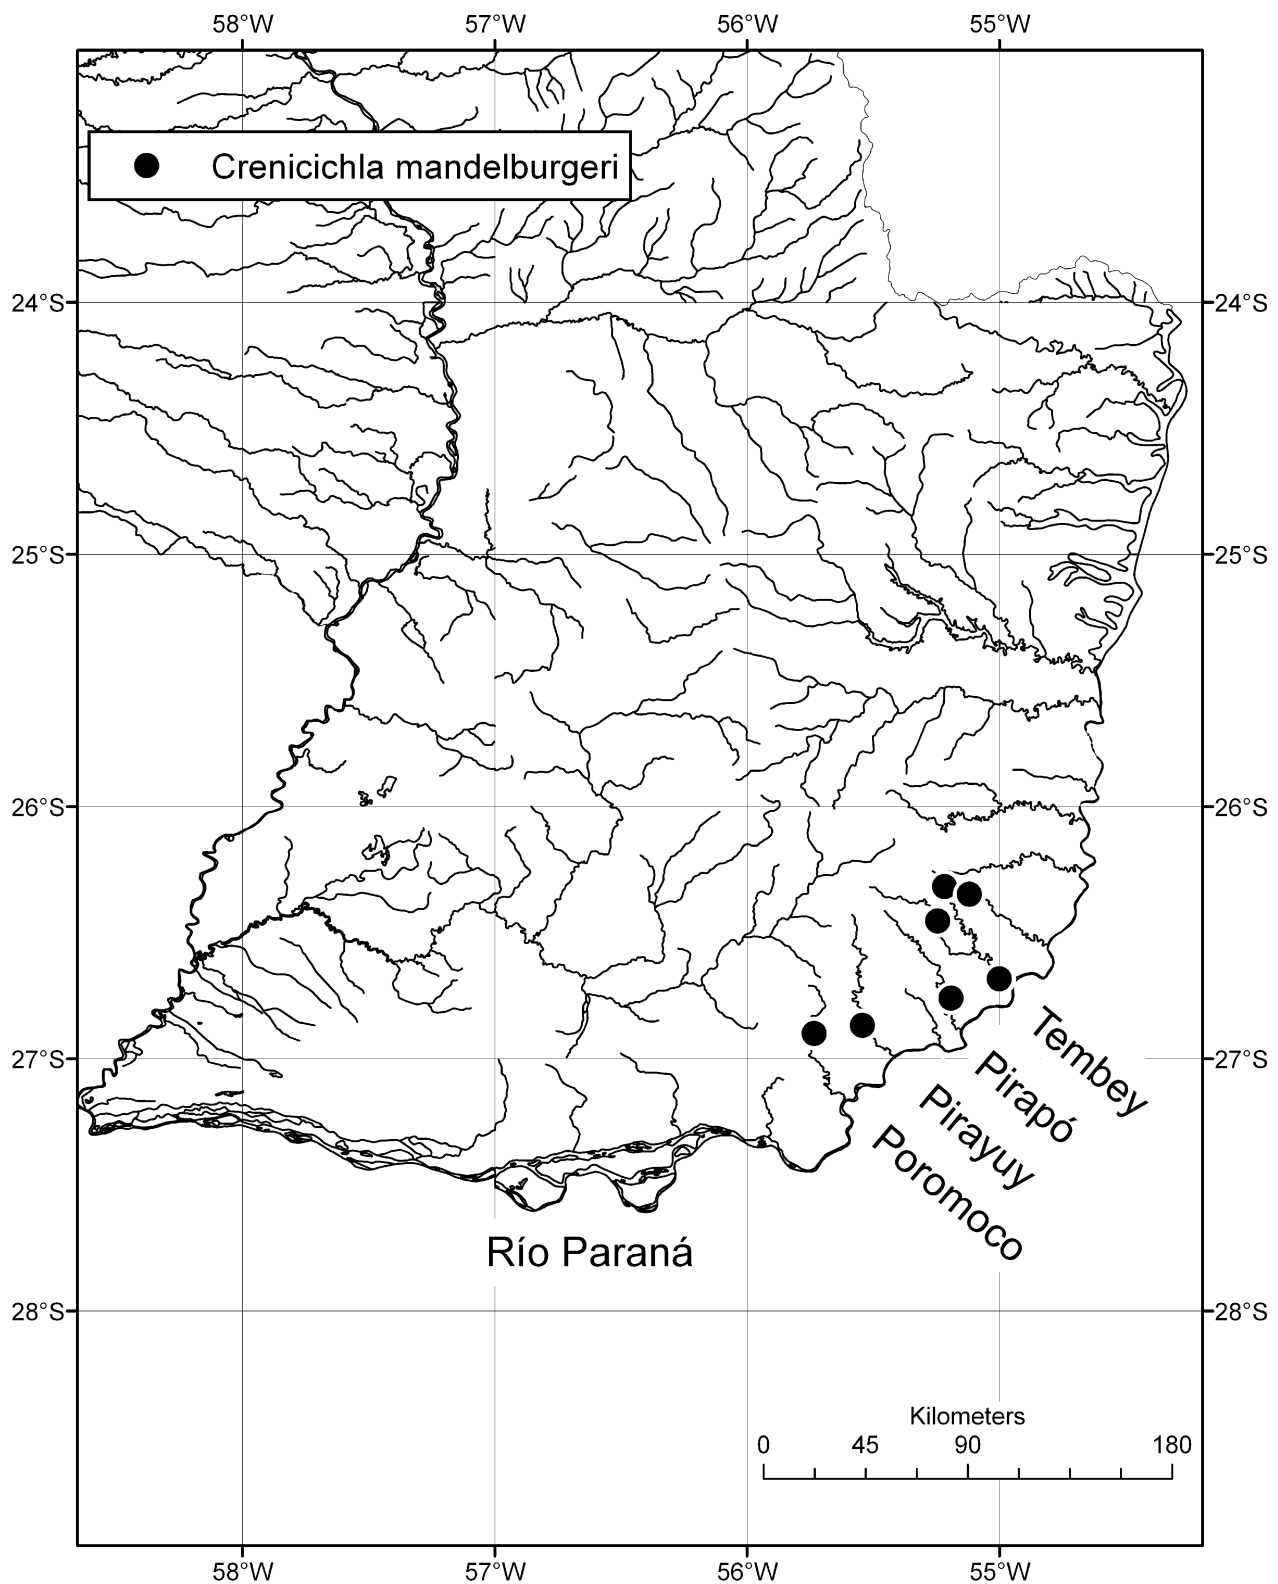 58°W 57°W 56°W 55°W
Crenicichla mandelburgeri
24°S 24°S
25°S 25°S
26°S 26°S
27°S 27°S
Tembey
Pirapó
Pirayuy
Poromoco
Río Paraná
28°S 28°S
Kilometers
0 45 90 180
58°W 57°W 56°W 55°W